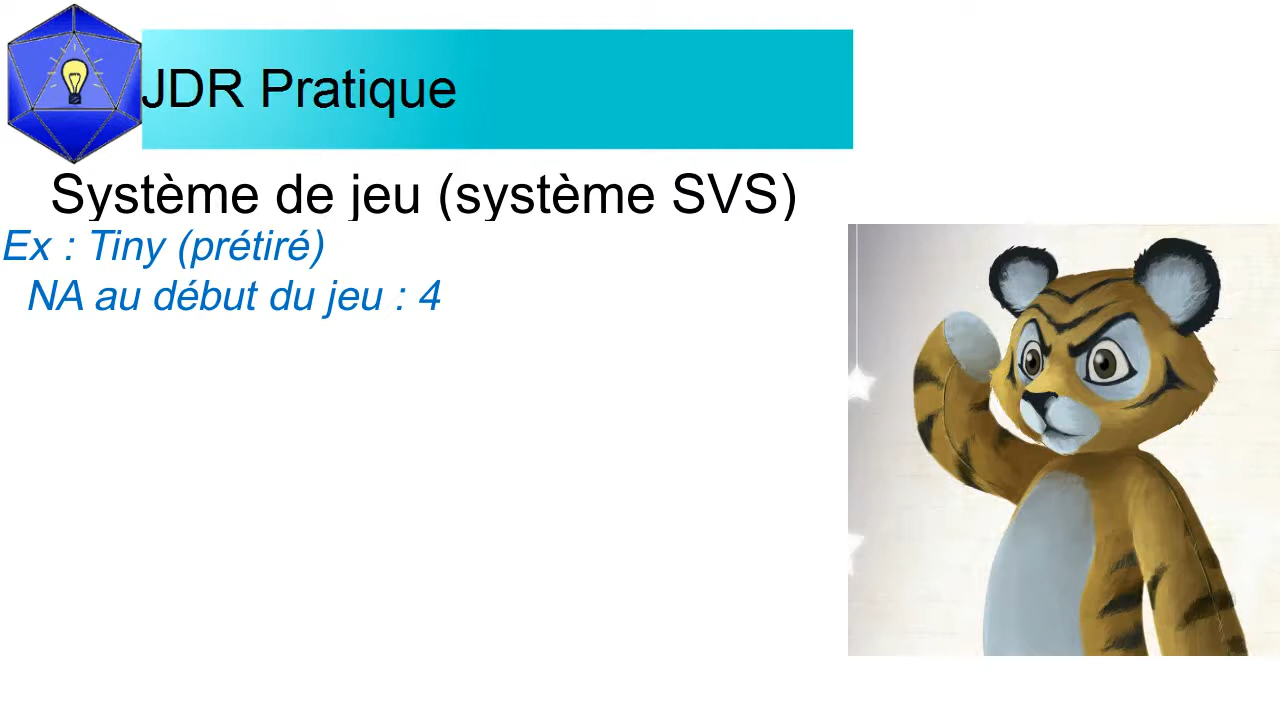 JDR Pratique
Système de jeu (système SVS)
Ex : Tiny (prétiré)
NA au début du jeu : 4